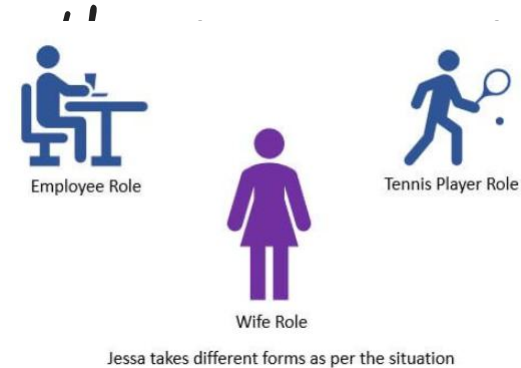 Employee Role
Tennis Player Role
Wife Role
Jessa takes different forms as per the situation